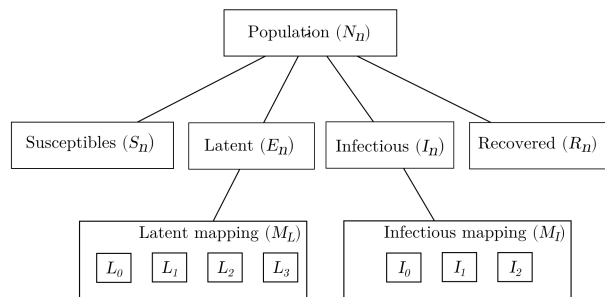 Population (Nn)
Susceptibles (Sn)
Latent (En)
Infectious (In)
Recovered (Rn)
Latent mapping (ML)
Infectious mapping (MI)
L0 L1 L2 L3
I0 I1 I2